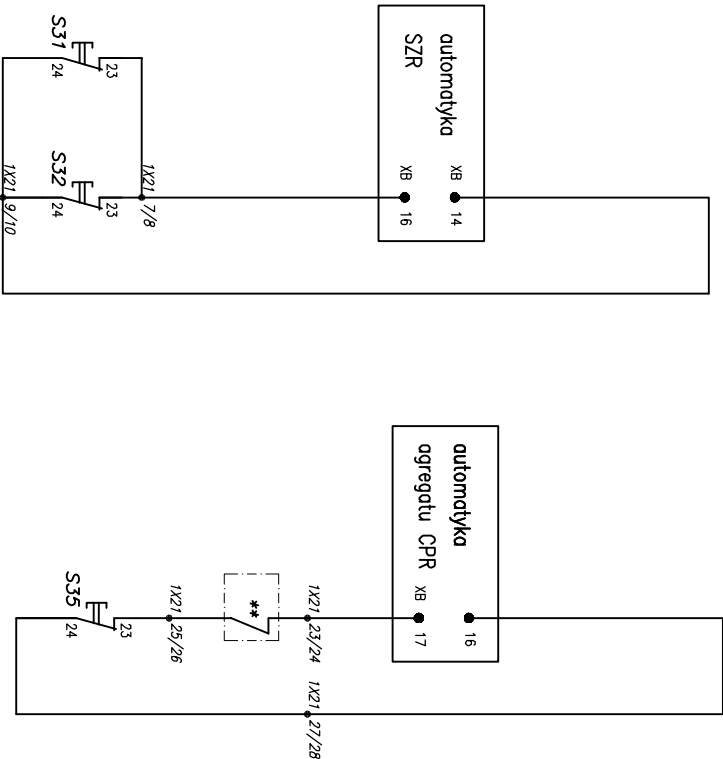 automatyka
SZR
XB
14
XB
16
S31
23
24
S32
23
24
1X21
7/8
1X21
9/10
automatyka
agregatu CPR
16
XB
17
1X21
23/24
1X21
27/28
**
1X21
25/26
S35
23
24